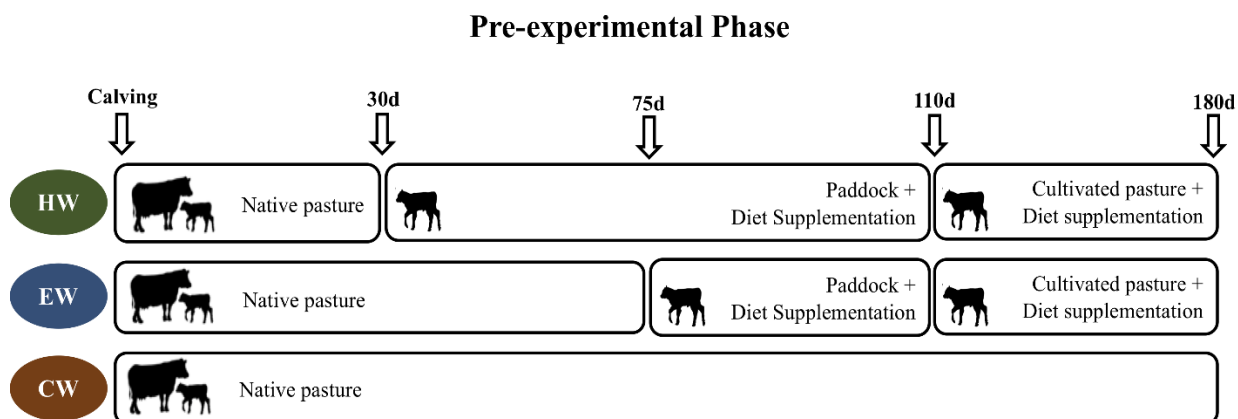 Pre-experimental Phase
Calving
30d
75d
110d
180d
HW
Native pasture
Paddock +
Diet Supplementation
Cultivated pasture +
Diet supplementation
EW
Native pasture
Paddock +
Diet Supplementation
Cultivated pasture +
Diet supplementation
CW
Native pasture